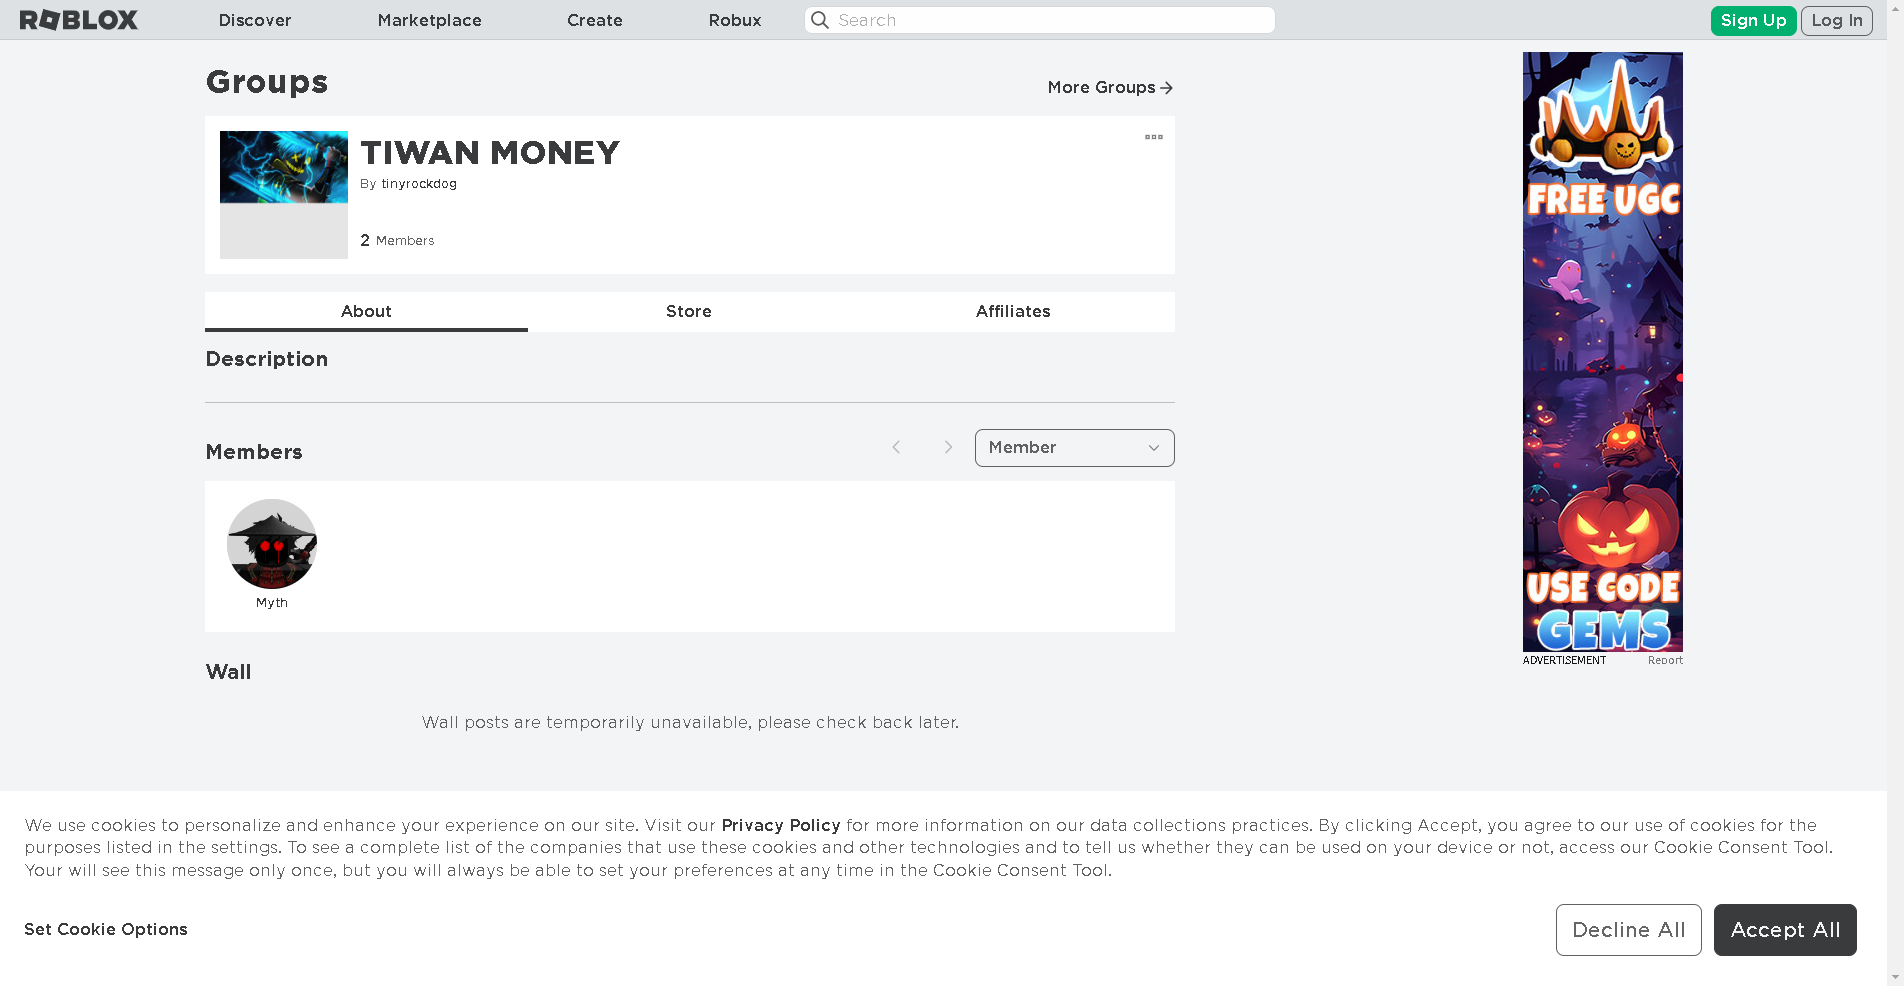 ROBLOX Discover Marketplace Create Robux Search Sign Up Log In
Groups
More Groups
TIWAN MONEY
By tinyrockdog
2 Members
About Store Affiliates
Description
Members
Member
Myth
Wall
Wall posts are temporarily unavailable, please check back later.
FREE UGC
USE CODE
GEMS
ADVERTISEMENT Report
We use cookies to personalize and enhance your experience on our site. Visit our Privacy Policy for more information on our data collections practices. By clicking Accept, you agree to our use of cookies for the
purposes listed in the settings. To see a complete list of the companies that use these cookies and other technologies and to tell us whether they can be used on your device or not, access our Cookie Consent Tool.
Your will see this message only once, but you will always be able to set your preferences at any time in the Cookie Consent Tool.
Set Cookie Options
Decline All
Accept All